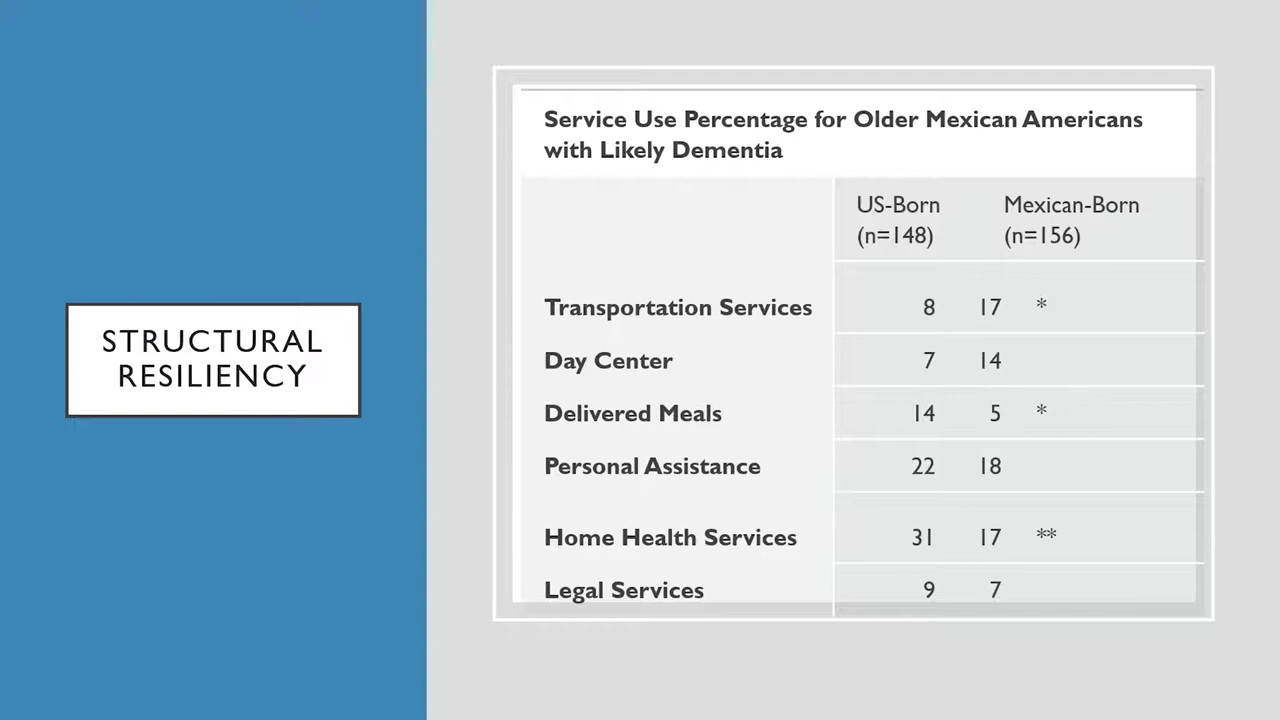 STRUCTURAL
RESILIENCY
Service Use Percentage for Older Mexican Americans
with Likely Dementia
US-Born Mexican-Born
(n=148) (n=156)
Transportation Services 8 17 *
Day Center 7 14
Delivered Meals 14 5 *
Personal Assistance 22 18
Home Health Services 31 17 **
Legal Services 9 7